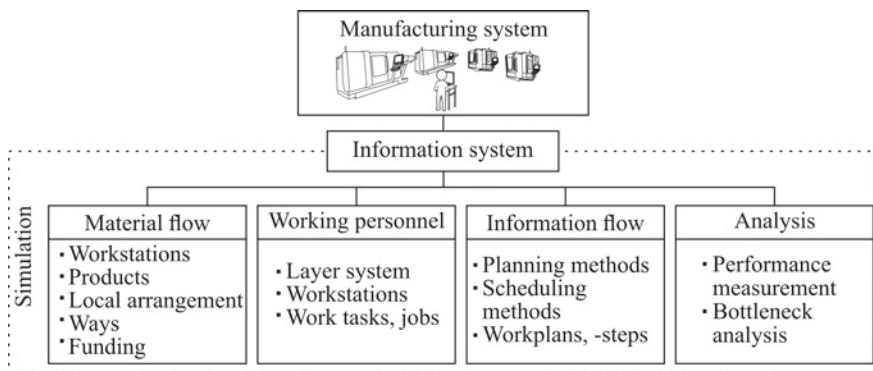 Manufacturing system
Information system
Simulation
Material flow
▪ Workstations
▪ Products
▪ Local arrangement
▪ Ways
▪ Funding
Working personnel
▪ Layer system
▪ Workstations
▪ Work tasks, jobs
Information flow
▪ Planning methods
▪ Scheduling
methods
▪ Workplans, -steps
Analysis
▪ Performance
measurement
▪ Bottleneck
analysis